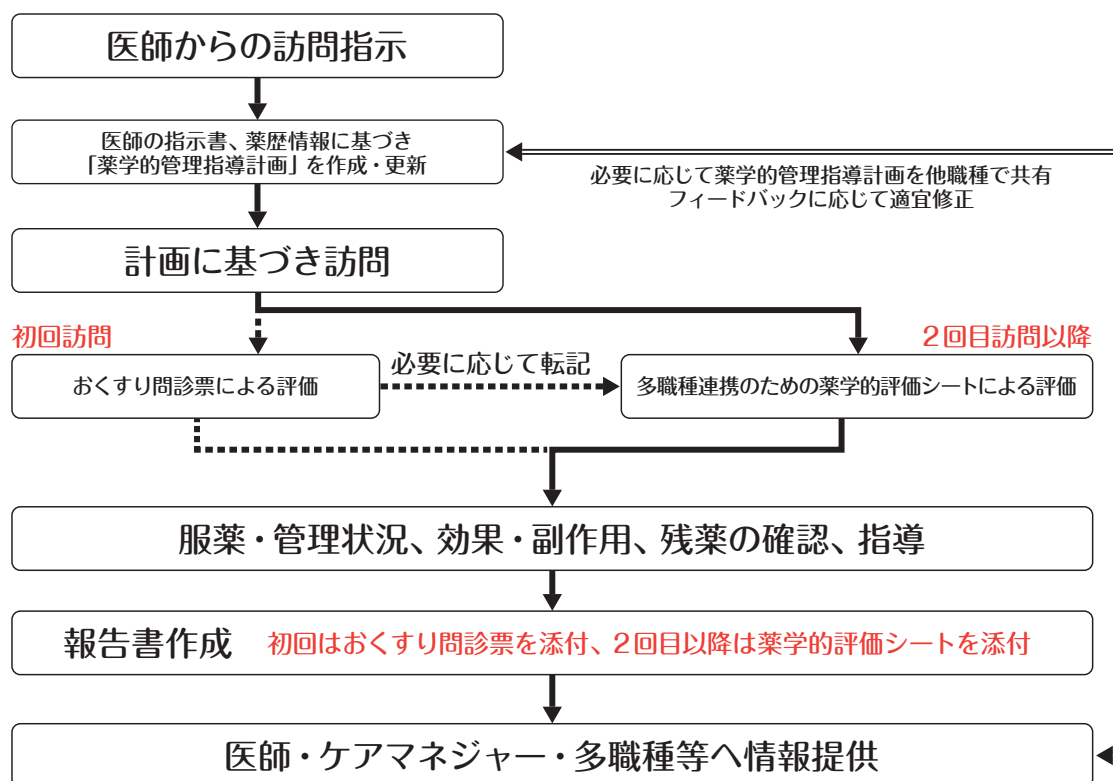 医師からの訪問指示
医師の指示書、薬歴情報に基づき
「薬学的管理指導計画」を作成・更新
必要に応じて薬学的管理指導計画を他職種で共有
フィードバックに応じて適宜修正
計画に基づき訪問
初回訪問
2回目訪問以降
おくすり問診票による評価
必要に応じて転記
多職種連携のための薬学的評価シートによる評価
服薬・管理状況、効果・副作用、残薬の確認、指導
報告書作成 初回はおくすり問診票を添付、2回目以降は薬学的評価シートを添付
医師・ケアマネジャー・多職種等へ情報提供